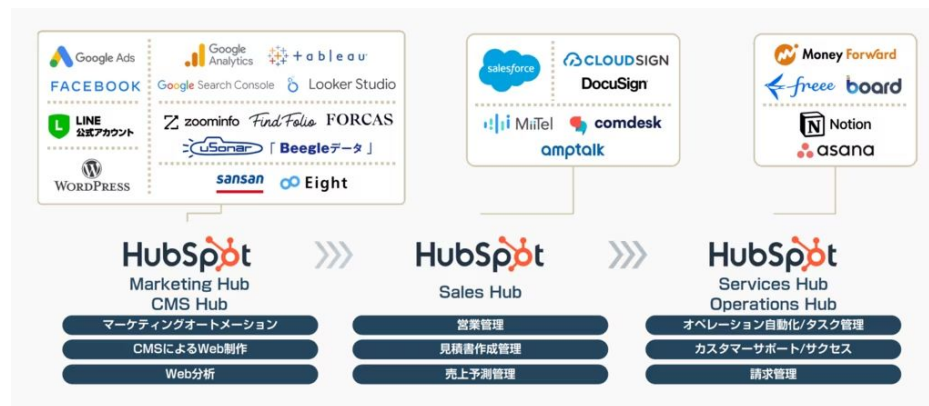 Google Ads
FACEBOOK
Google Analytics
+ a b l e a u
Google Search Console
Looker Studio
LINE
公式アカウント
zoominfo
FindFolio
FORCAS
uSonar
「 Beegleデータ 」
WORDPRESS
sansan
Eight
salesforce
CLOUDSIGN
DocuSign
MiiTel
comdesk
amptalk
Money Forward
freee
board
Notion
asana
HubSpot
Marketing Hub
CMS Hub
マーケティングオートメーション
CMSによるWeb制作
Web分析
HubSpot
Sales Hub
営業管理
見積書作成管理
売上予測管理
HubSpot
Services Hub
Operations Hub
オペレーション自動化/タスク管理
カスタマーサポート/サクセス
請求管理